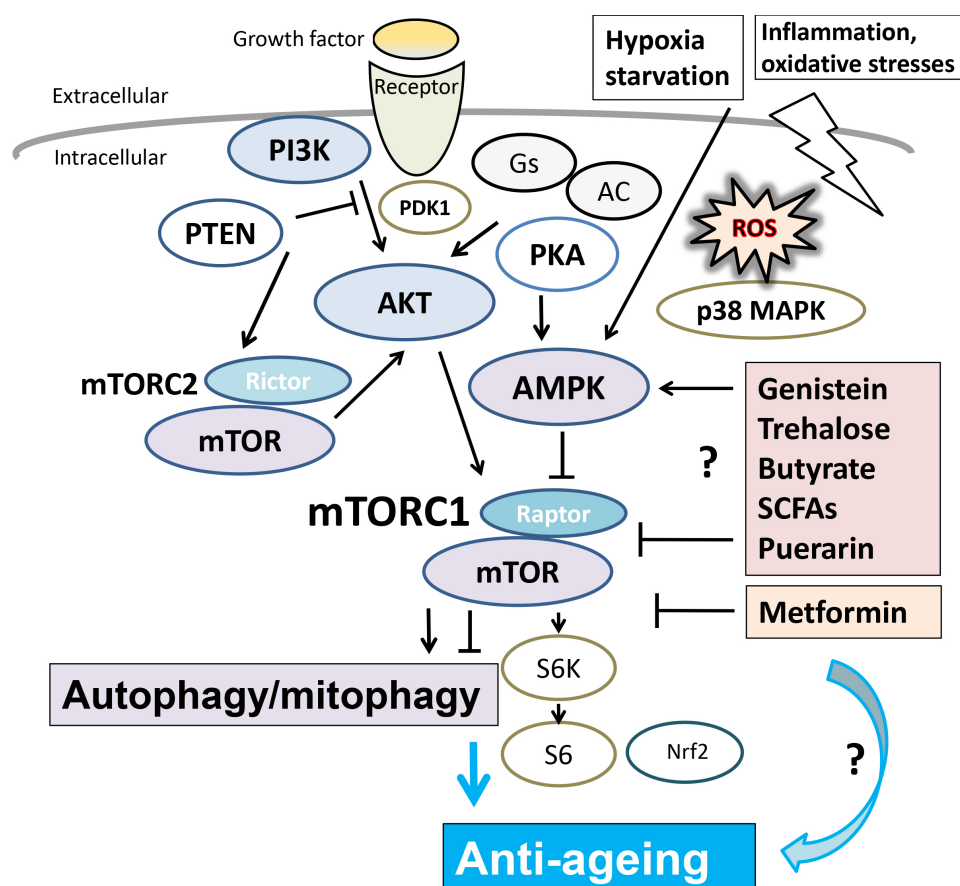 Growth factor
Hypoxia
starvation
Inflammation,
oxidative stresses
Receptor
Extracellular
Intracellular
PI3K
Gs
AC
PDK1
PTEN
PKA
ROS
AKT
p38 MAPK
mTORC2
Rictor
mTOR
AMPK
Genistein
Trehalose
Butyrate
SCFAs
Puerarin
?
mTORC1
Raptor
mTOR
Metformin
S6K
Autophagy/mitophagy
S6
Nrf2
?
Anti-ageing